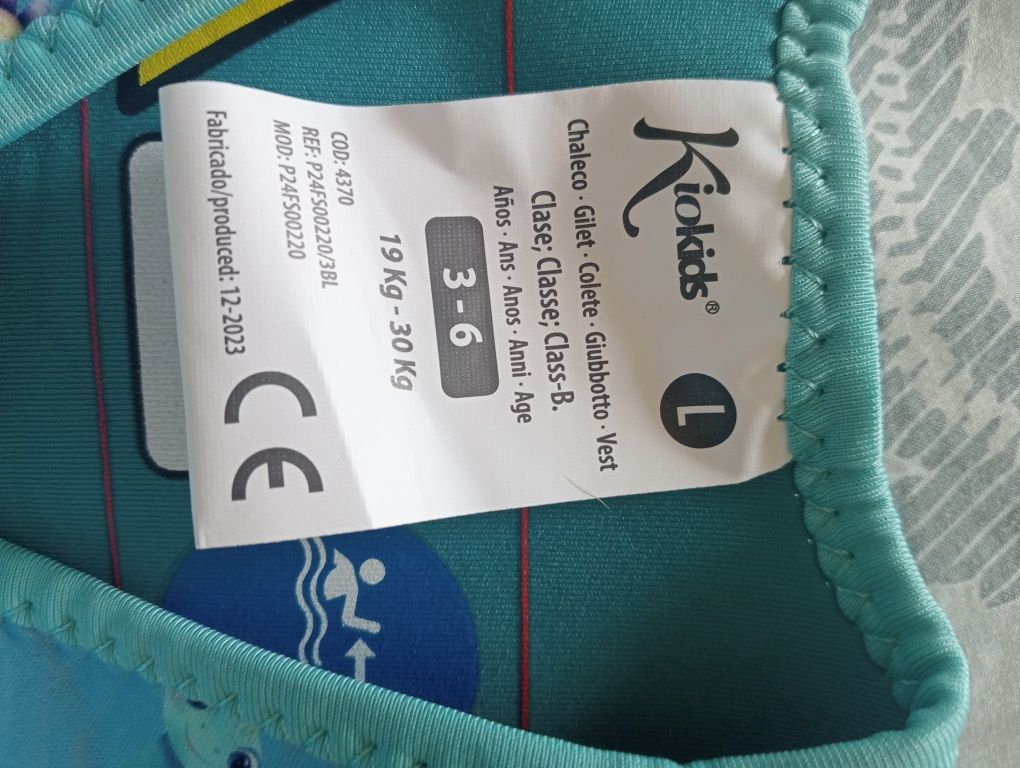 Kiokids®
L
Chaleco · Gilet · Colete · Giubbotto · Vest
Clase; Classe; Class-B.
Años · Ans · Anos · Anni · Age
3 - 6
19 Kg - 30 Kg
COD: 4370
REF: P24FS00220/3BL
MOD: P24FS00220
Fabricado/produced: 12-2023
CE